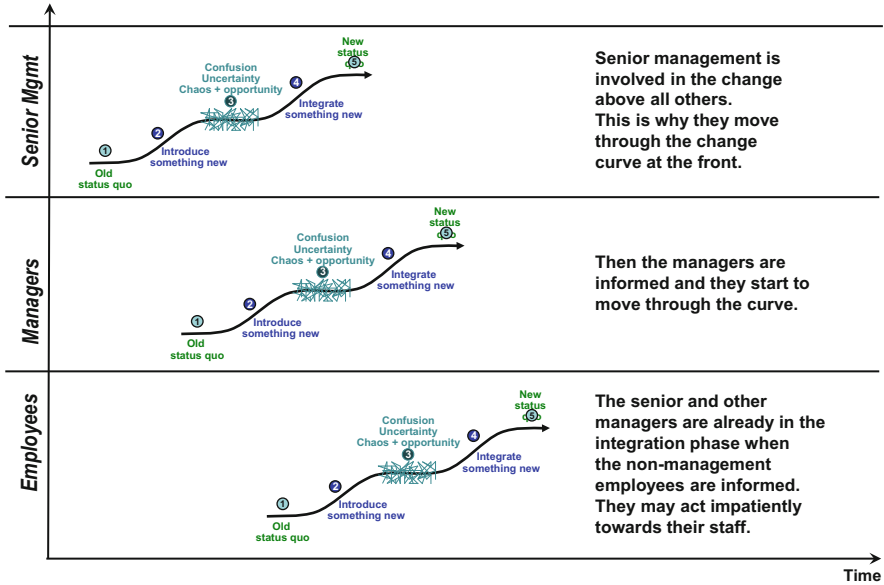 Senior Mgmt
New
status
quo
5
Confusion
Uncertainty
Chaos + opportunity
3
4
Integrate
something new
2
Introduce
something new
1
Old
status quo
Senior management is
involved in the change
above all others.
This is why they move
through the change
curve at the front.
Managers
New
status
quo
5
Confusion
Uncertainty
Chaos + opportunity
3
4
Integrate
something new
2
Introduce
something new
1
Old
status quo
Then the managers are
informed and they start to
move through the curve.
Employees
New
status
quo
5
Confusion
Uncertainty
Chaos + opportunity
3
4
Integrate
something new
2
Introduce
something new
1
Old
status quo
The senior and other
managers are already in the
integration phase when
the non-management
employees are informed.
They may act impatiently
towards their staff.
Time